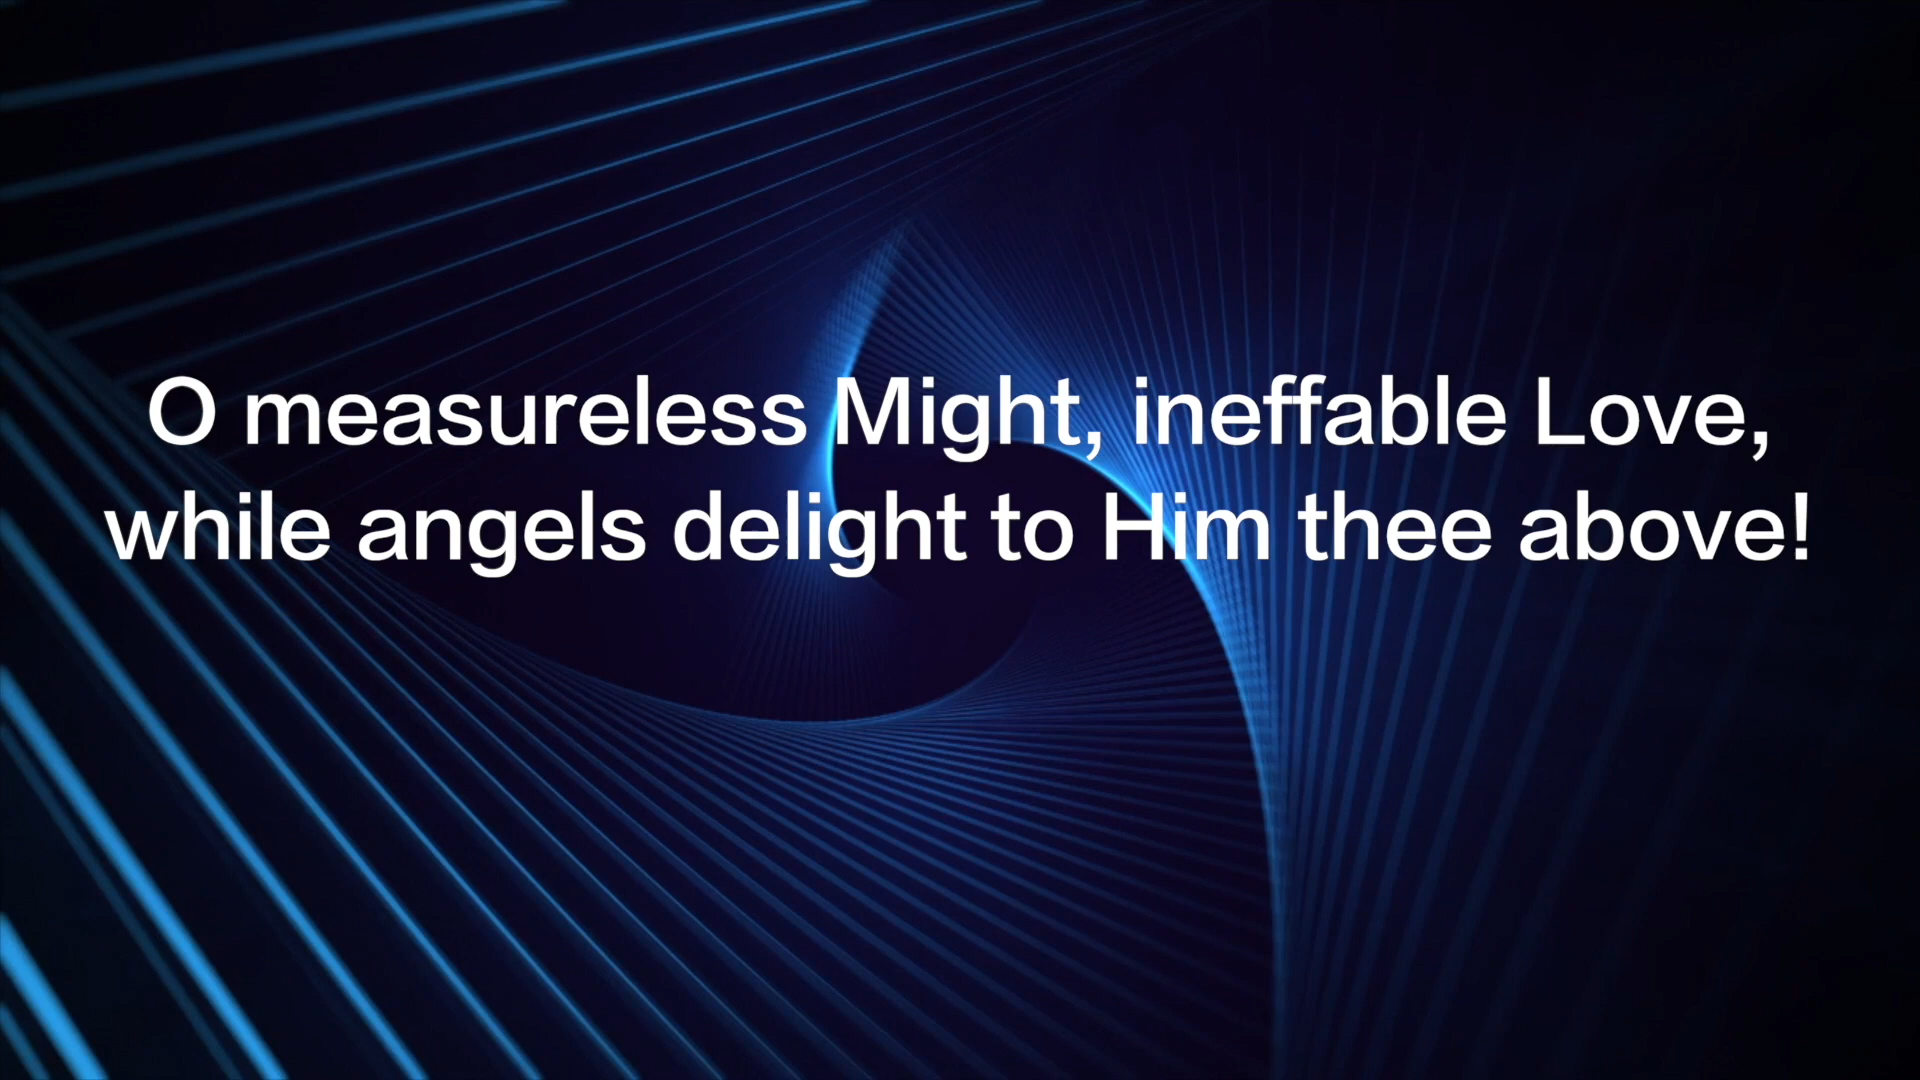 O measureless Might, ineffable Love,
while angels delight to Him thee above!